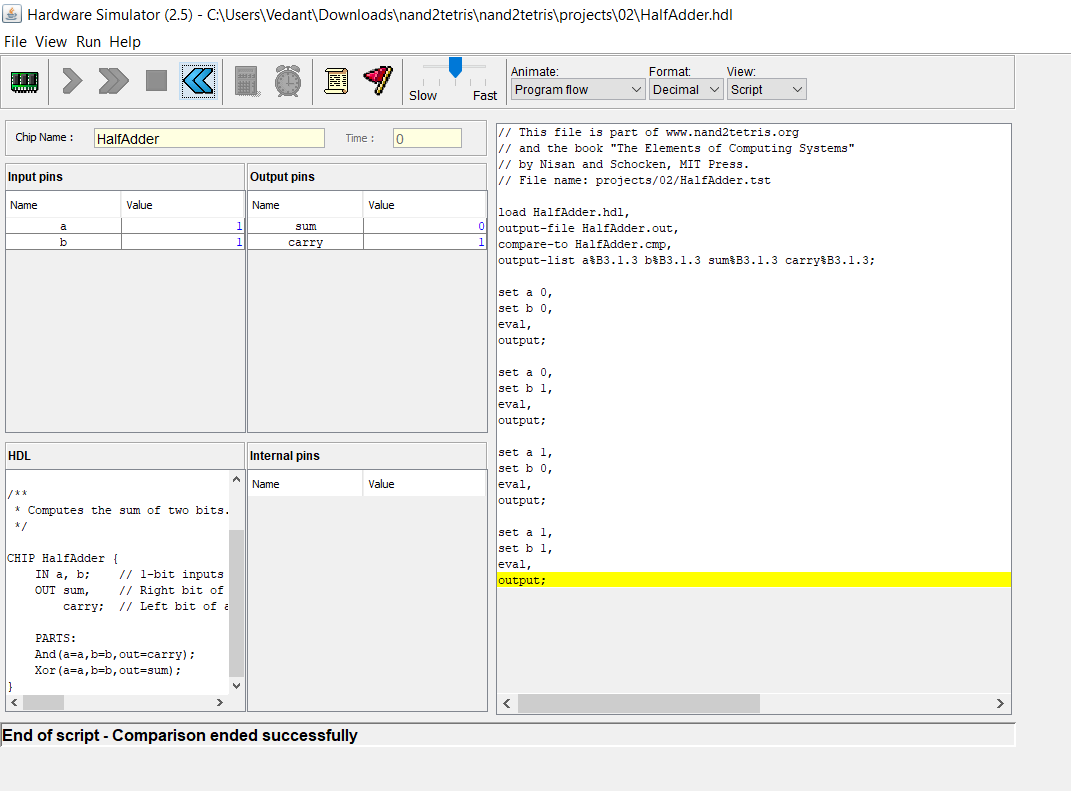 Hardware Simulator (2.5) - C:\Users\Vedant\Downloads\nand2tetris\nand2tetris\projects\02\HalfAdder.hdl
File View Run Help
Slow Fast
Animate: Format: View:
Program flow Decimal Script
Chip Name : HalfAdder Time : 0
Input pins
Name Value
a 1
b 1
Output pins
Name Value
sum 0
carry 1
HDL
/**
 * Computes the sum of two bits.
 */
CHIP HalfAdder {
    IN a, b;    // 1-bit inputs
    OUT sum,    // Right bit of
        carry;  // Left bit of a
    PARTS:
    And(a=a,b=b,out=carry);
    Xor(a=a,b=b,out=sum);
}
Internal pins
Name Value
// This file is part of www.nand2tetris.org
// and the book "The Elements of Computing Systems"
// by Nisan and Schocken, MIT Press.
// File name: projects/02/HalfAdder.tst
load HalfAdder.hdl,
output-file HalfAdder.out,
compare-to HalfAdder.cmp,
output-list a%B3.1.3 b%B3.1.3 sum%B3.1.3 carry%B3.1.3;
set a 0,
set b 0,
eval,
output;
set a 0,
set b 1,
eval,
output;
set a 1,
set b 0,
eval,
output;
set a 1,
set b 1,
eval,
output;
End of script - Comparison ended successfully